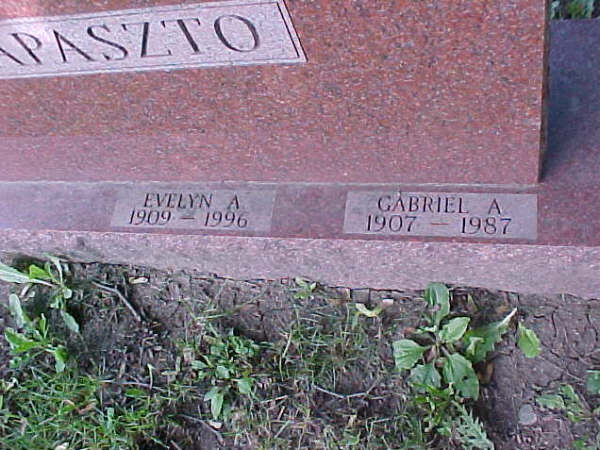 APASZTO
EVELYN A.
1909 — 1996
GABRIEL A.
1907 — 1987